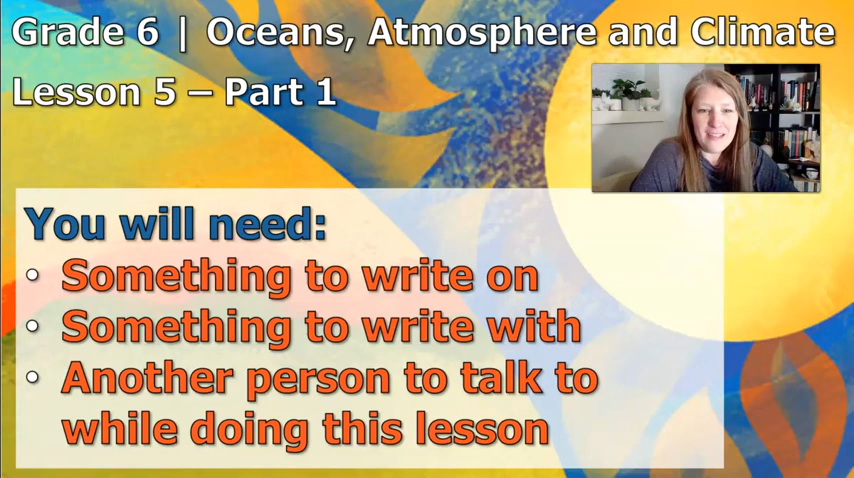 Grade 6 | Oceans, Atmosphere and Climate
Lesson 5 – Part 1
You will need:
• Something to write on
• Something to write with
• Another person to talk to
while doing this lesson